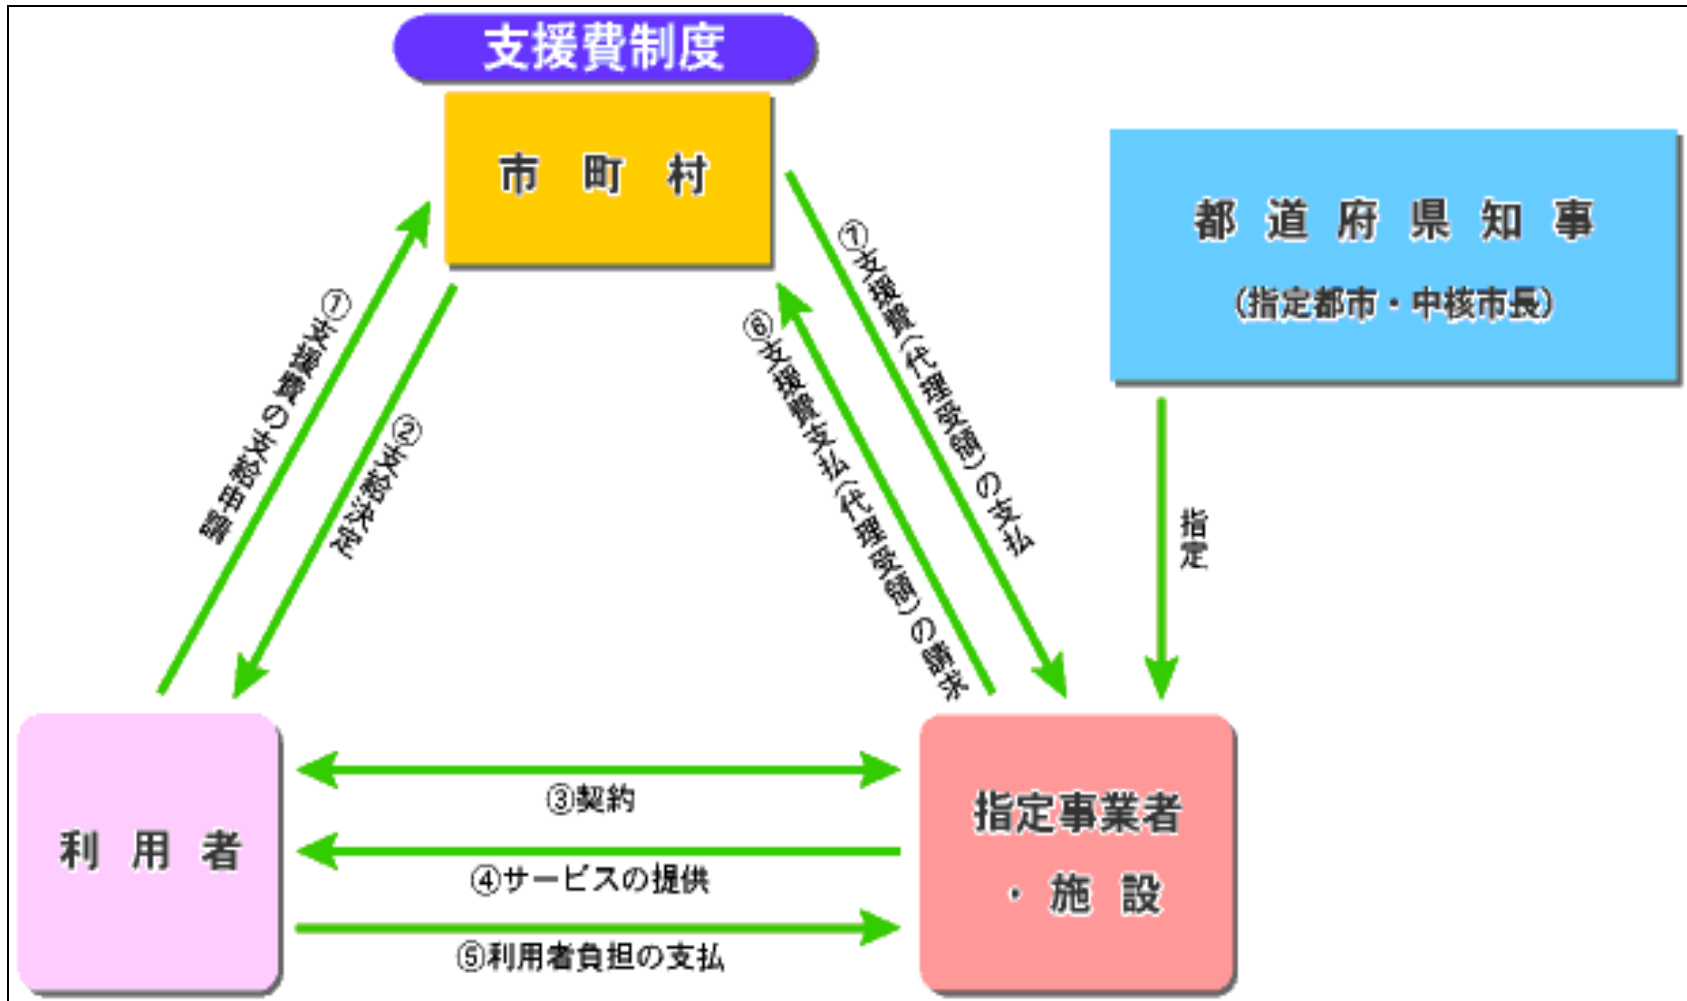 支援費制度
市町村
都道府県知事
(指定都市・中核市長)
①支援費の支給申請
②支給決定
⑦支援費(代理受領)の支払
⑥支援費支払(代理受領)の請求
指定
③契約
④サービスの提供
⑤利用者負担の支払
利用者
指定事業者
・施設